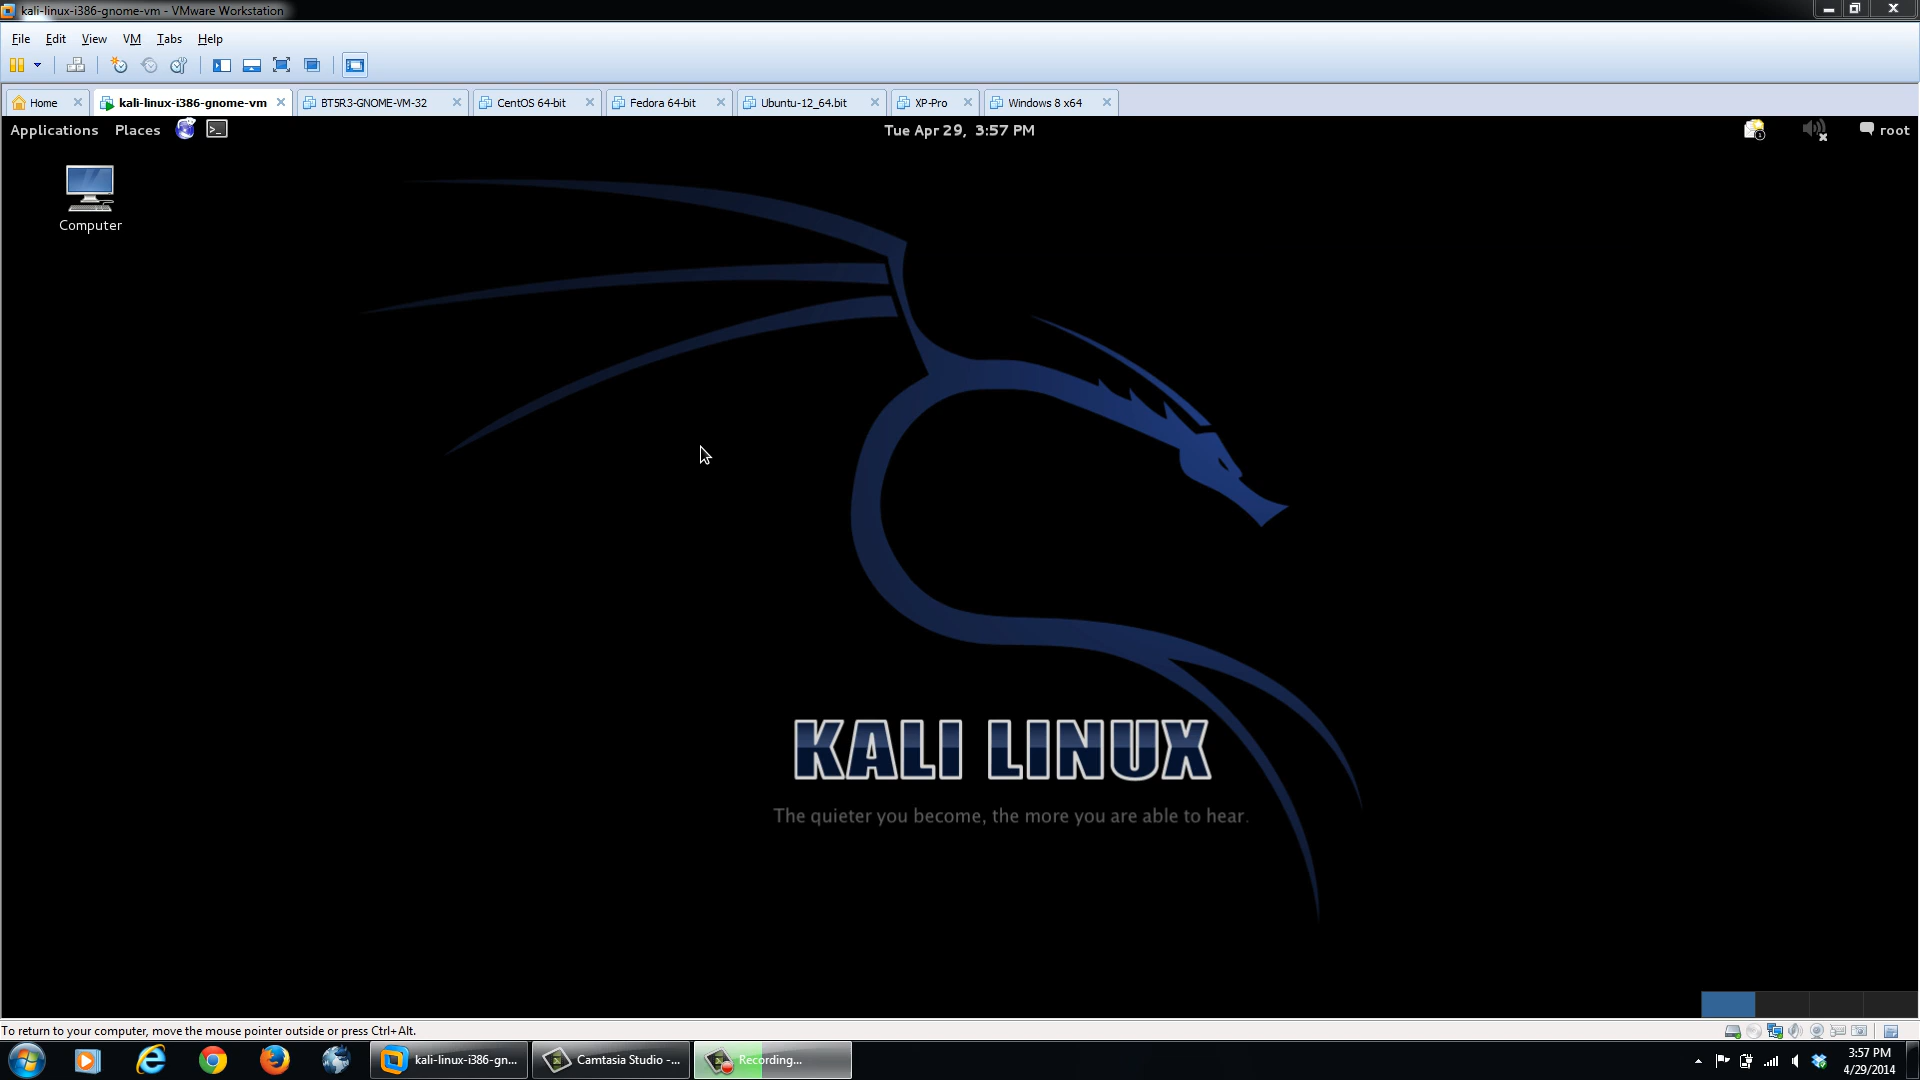 kali-linux-i386-gnome-vm - VMware Workstation
File Edit View VM Tabs Help
Home kali-linux-i386-gnome-vm BT5R3-GNOME-VM-32 CentOS 64-bit Fedora 64-bit Ubuntu-12_64.bit XP-Pro Windows 8 x64
Applications Places Tue Apr 29, 3:57 PM root
Computer
KALI LINUX
The quieter you become, the more you are able to hear.
To return to your computer, move the mouse pointer outside or press Ctrl+Alt.
kali-linux-i386-gn... Camtasia Studio -... Recording... 3:57 PM
4/29/2014